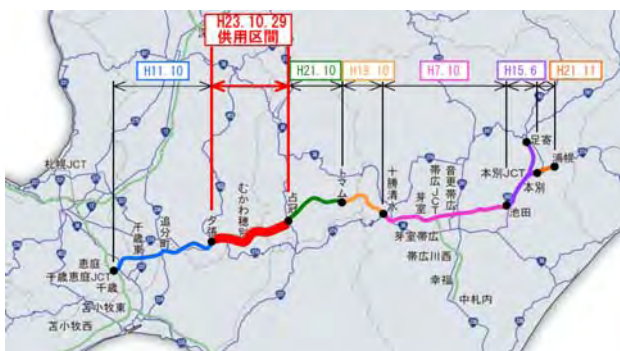 H23.10.29
供用区間
H11.10
H21.10
H19.10
H7.10
H15.6
H21.11
札幌JCT
恵庭
千歳恵庭JCT
千歳
千歳東
追分町
夕張
むかわ穂別
占冠
トマム
十勝清水
芽室
芽室帯広
帯広JCT
音更帯広
帯広川西
幸福
中札内
池田
本別JCT
本別
足寄
浦幌
苫小牧東
苫小牧西